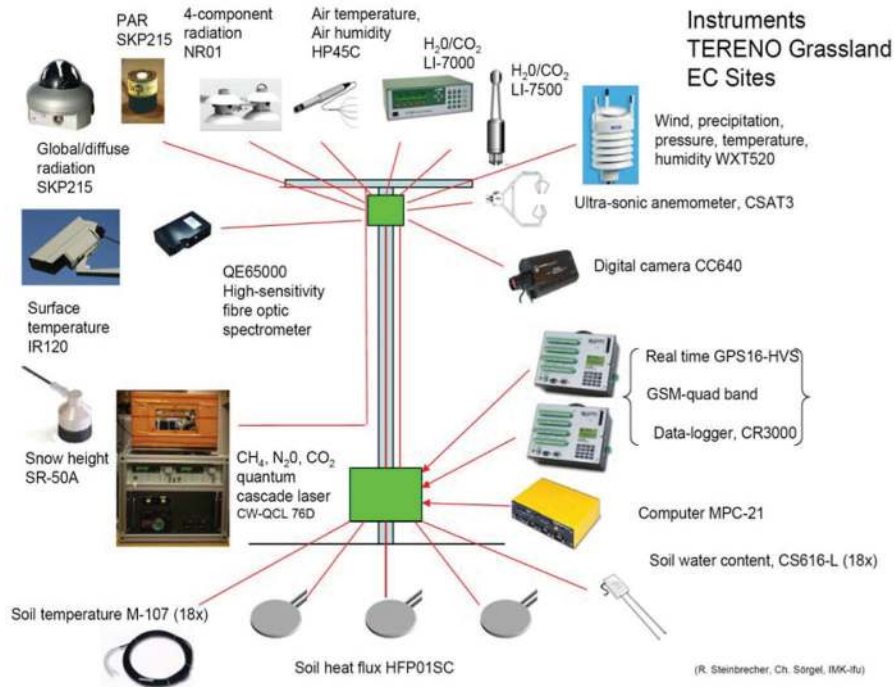 Instruments
TERENO Grassland
EC Sites
PAR
SKP215
4-component
radiation
NR01
Air temperature,
Air humidity
HP45C
H₂0/CO₂
LI-7000
H₂0/CO₂
LI-7500
Wind, precipitation,
pressure, temperature,
humidity WXT520
Global/diffuse
radiation
SKP215
Ultra-sonic anemometer, CSAT3
QE65000
High-sensitivity
fibre optic
spectrometer
Digital camera CC640
Surface
temperature
IR120
Real time GPS16-HVS
GSM-quad band
Data-logger, CR3000
Snow height
SR-50A
CH₄, N₂0, CO₂
quantum
cascade laser
CW-QCL 76D
Computer MPC-21
Soil water content, CS616-L (18x)
Soil temperature M-107 (18x)
Soil heat flux HFP01SC
(R. Steinbrecher, Ch. Sörgel, IMK-Ifu)